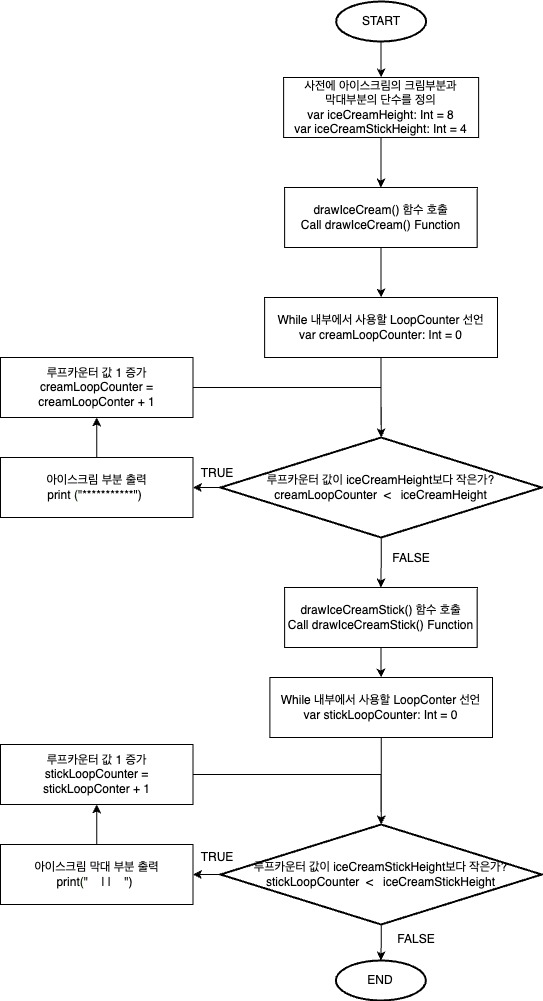 START
사전에 아이스크림의 크림부분과
막대부분의 단수를 정의
var iceCreamHeight: Int = 8
var iceCreamStickHeight: Int = 4
drawIceCream() 함수 호출
Call drawIceCream() Function
While 내부에서 사용할 LoopCounter 선언
var creamLoopCounter: Int = 0
루프카운터 값 1 증가
creamLoopCounter =
creamLoopConter + 1
아이스크림 부분 출력
print ("***********")
TRUE
루프카운터 값이 iceCreamHeight보다 작은가?
creamLoopCounter < iceCreamHeight
FALSE
drawIceCreamStick() 함수 호출
Call drawIceCreamStick() Function
While 내부에서 사용할 LoopConter 선언
var stickLoopCounter: Int = 0
루프카운터 값 1 증가
stickLoopCounter =
stickLoopConter + 1
아이스크림 막대 부분 출력
print("    I I    ")
TRUE
루프카운터 값이 iceCreamStickHeight보다 작은가?
stickLoopCounter < iceCreamStickHeight
FALSE
END